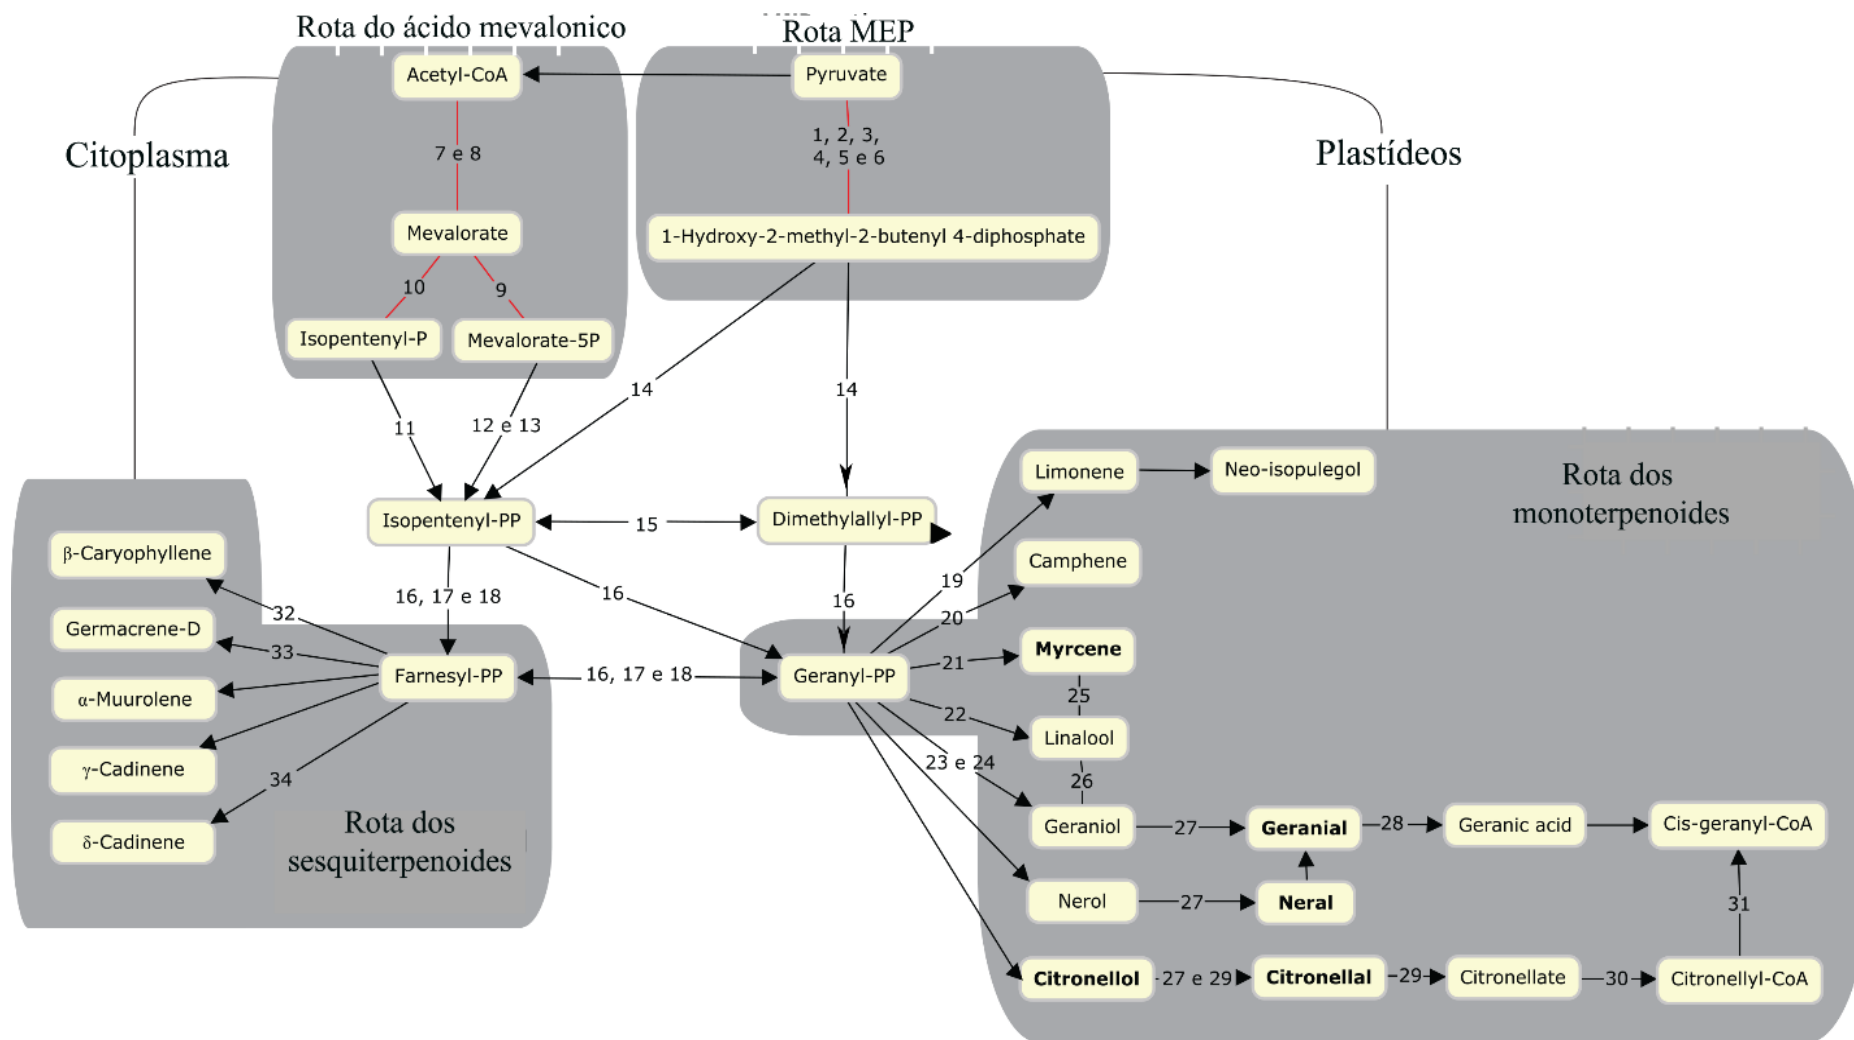 Rota do ácido mevalonico
Rota MEP
Acetyl-CoA
Pyruvate
1, 2, 3,
4, 5 e 6
7 e 8
Citoplasma
Plastídeos
Mevalorate
1-Hydroxy-2-methyl-2-butenyl 4-diphosphate
10
9
Isopentenyl-P
Mevalorate-5P
14
14
11
12 e 13
Isopentenyl-PP
15
Dimethylallyl-PP
Limonene
Neo-isopulegol
Rota dos
monoterpenoides
β-Caryophyllene
Camphene
19
16, 17 e 18
16
16
20
32
Germacrene-D
33
Myrcene
21
Farnesyl-PP
16, 17 e 18
Geranyl-PP
α-Muurolene
25
22
Linalool
23 e 24
γ-Cadinene
34
26
Rota dos
sesquiterpenoides
δ-Cadinene
Geraniol
27
Geranial
28
Geranic acid
Cis-geranyl-CoA
Nerol
27
Neral
31
Citronellol
27 e 29
Citronellal
29
Citronellate
30
Citronellyl-CoA